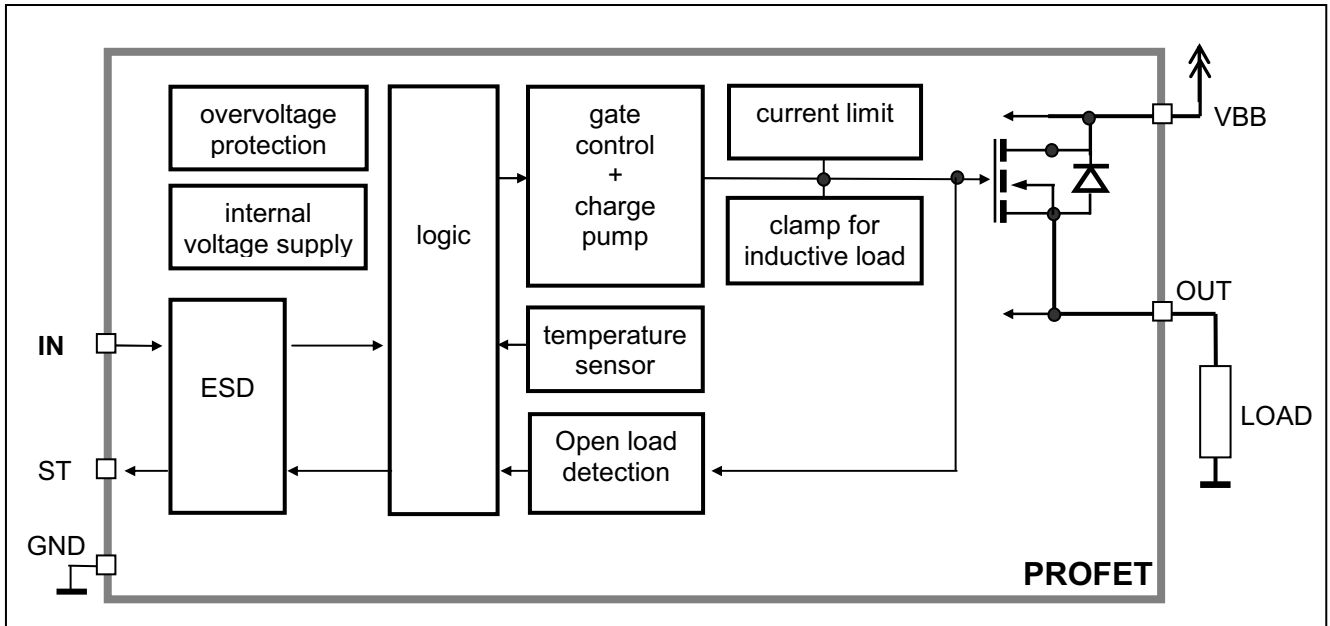 overvoltage
protection
internal
voltage supply
logic
gate
control
+
charge
pump
current limit
clamp for
inductive load
VBB
OUT
LOAD
IN
ESD
temperature
sensor
ST
Open load
detection
GND
PROFET